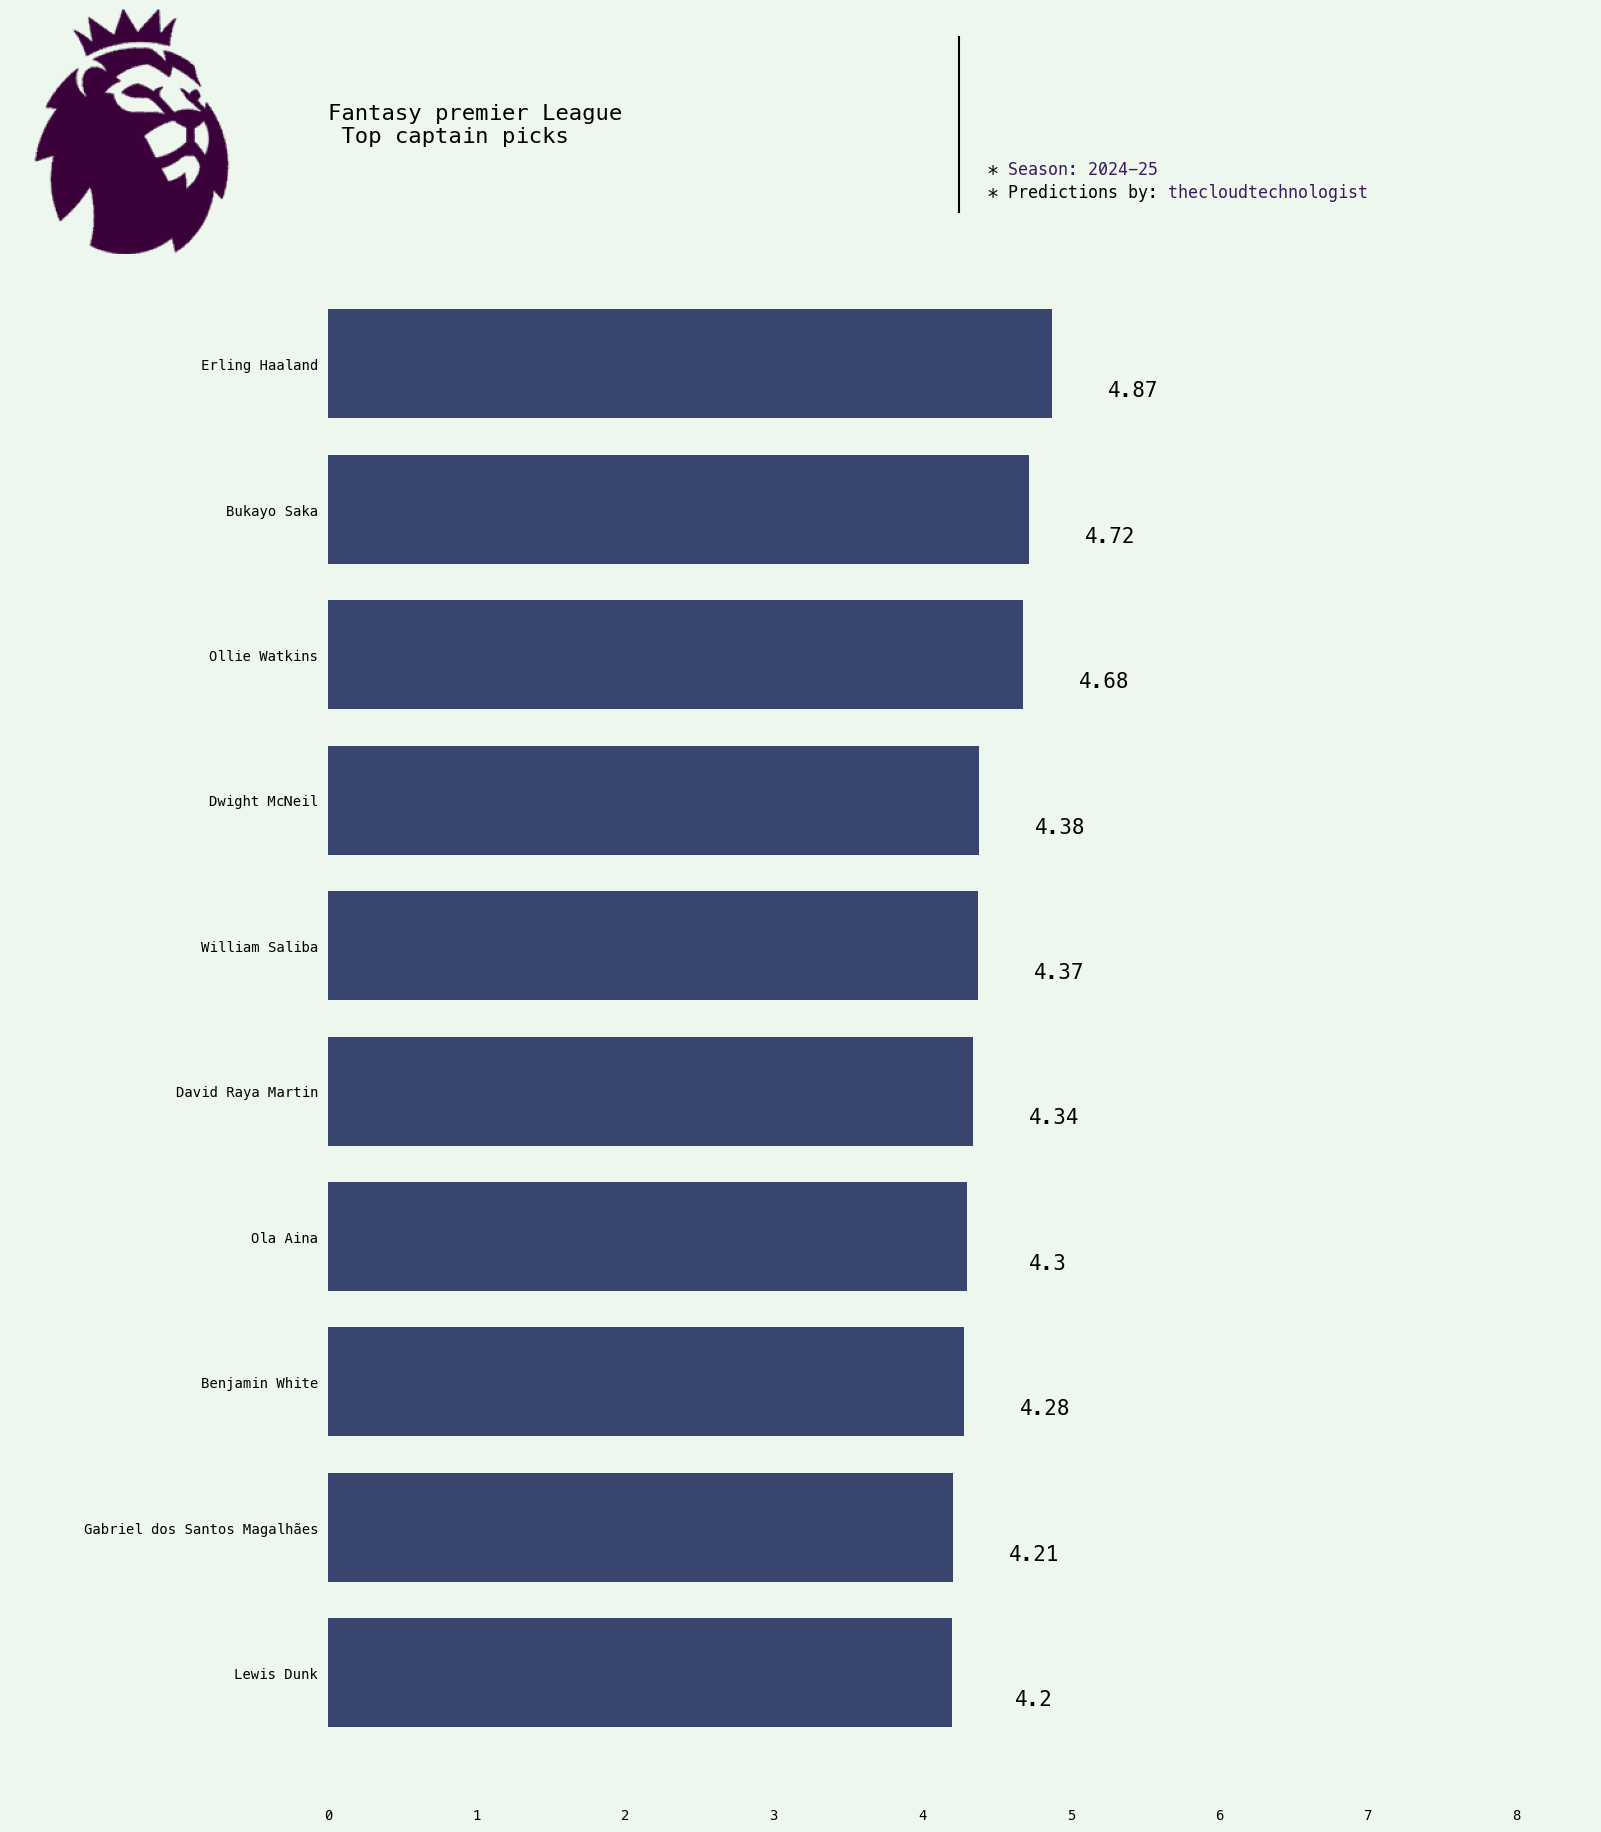 Fantasy premier League
Top captain picks
* Season: 2024−25
* Predictions by: thecloudtechnologist
Erling Haaland
4.87
Bukayo Saka
4.72
Ollie Watkins
4.68
Dwight McNeil
4.38
William Saliba
4.37
David Raya Martin
4.34
Ola Aina
4.3
Benjamin White
4.28
Gabriel dos Santos Magalhães
4.21
Lewis Dunk
4.2
0 1 2 3 4 5 6 7 8